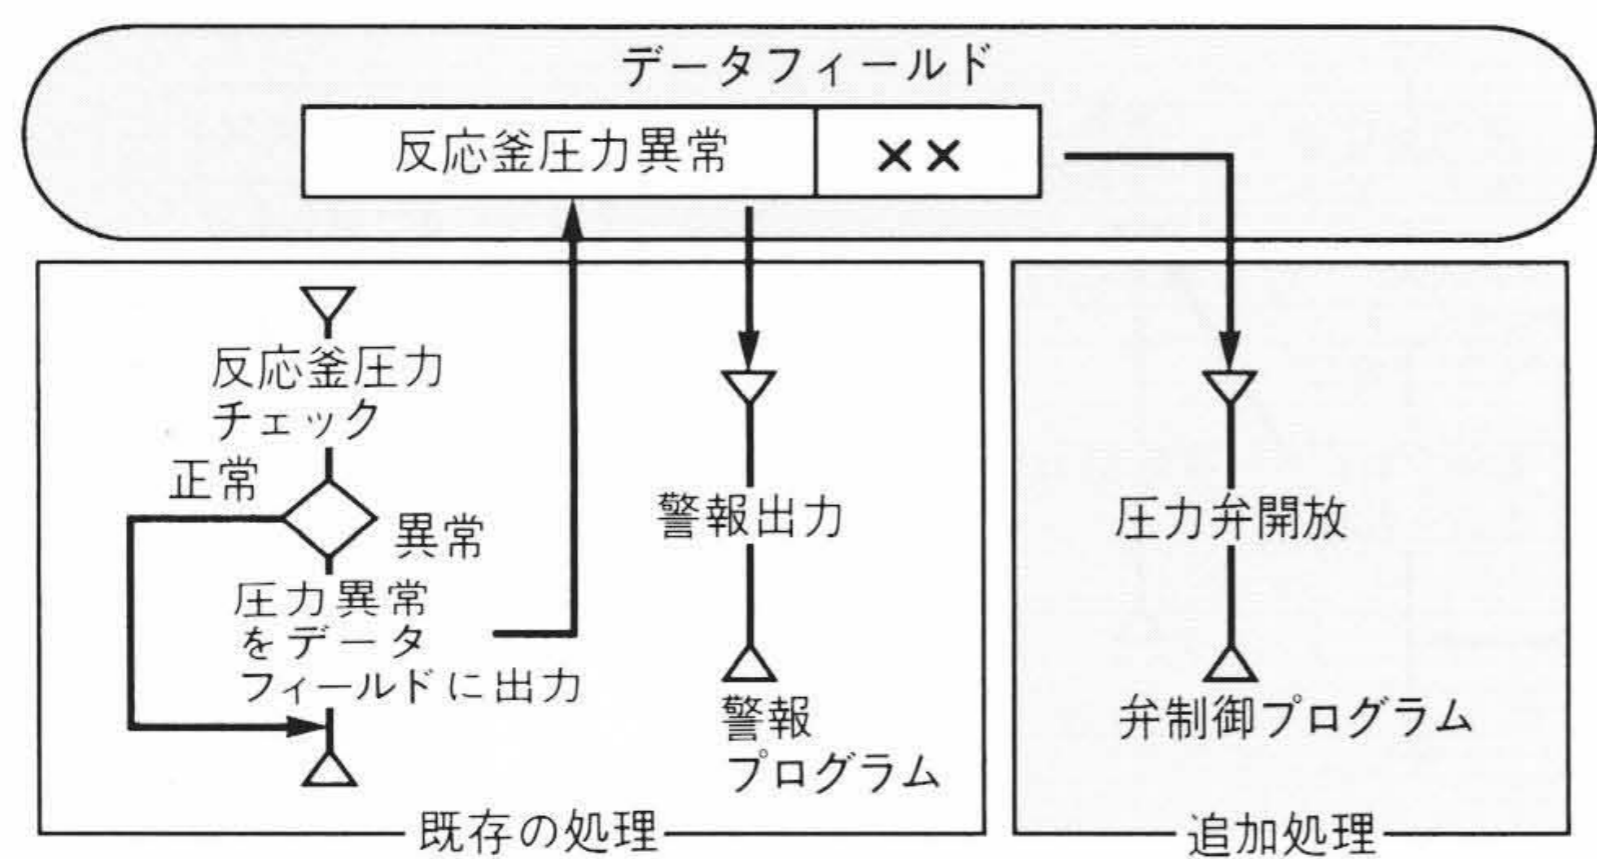 データフィールド
反応釜圧力異常
××
反応釜圧力
チェック
正常
異常
圧力異常
をデータ
フィールドに出力
警報出力
警報
プログラム
既存の処理
圧力弁開放
弁制御プログラム
追加処理